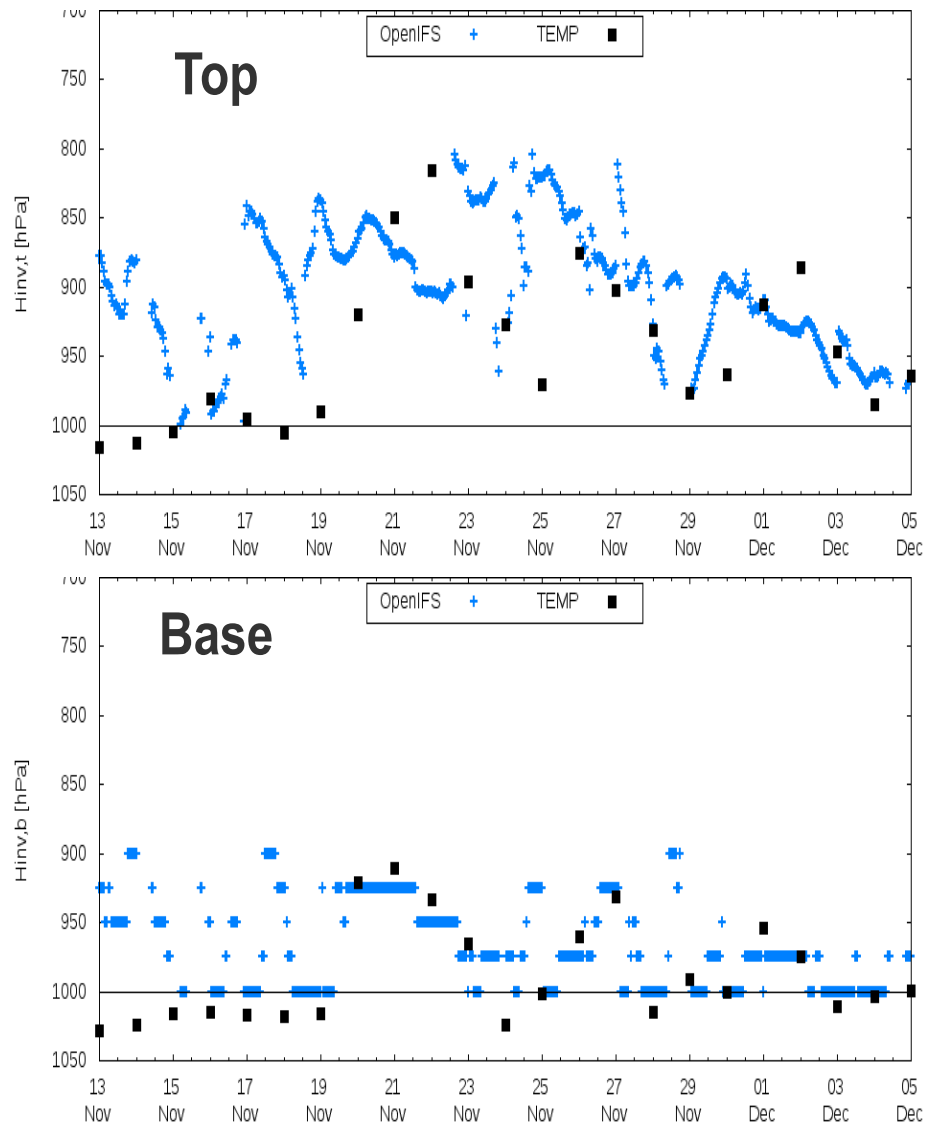 700
OpenIFS + TEMP ■
Top
750
800
850
900
950
1000
1050
Hinv,t [hPa]
13 15 17 19 21 23 25 27 29 01 03 05
Nov Nov Nov Nov Nov Nov Nov Nov Nov Dec Dec Dec
700
OpenIFS + TEMP ■
Base
750
800
850
900
950
1000
1050
Hinv,b [hPa]
13 15 17 19 21 23 25 27 29 01 03 05
Nov Nov Nov Nov Nov Nov Nov Nov Nov Dec Dec Dec